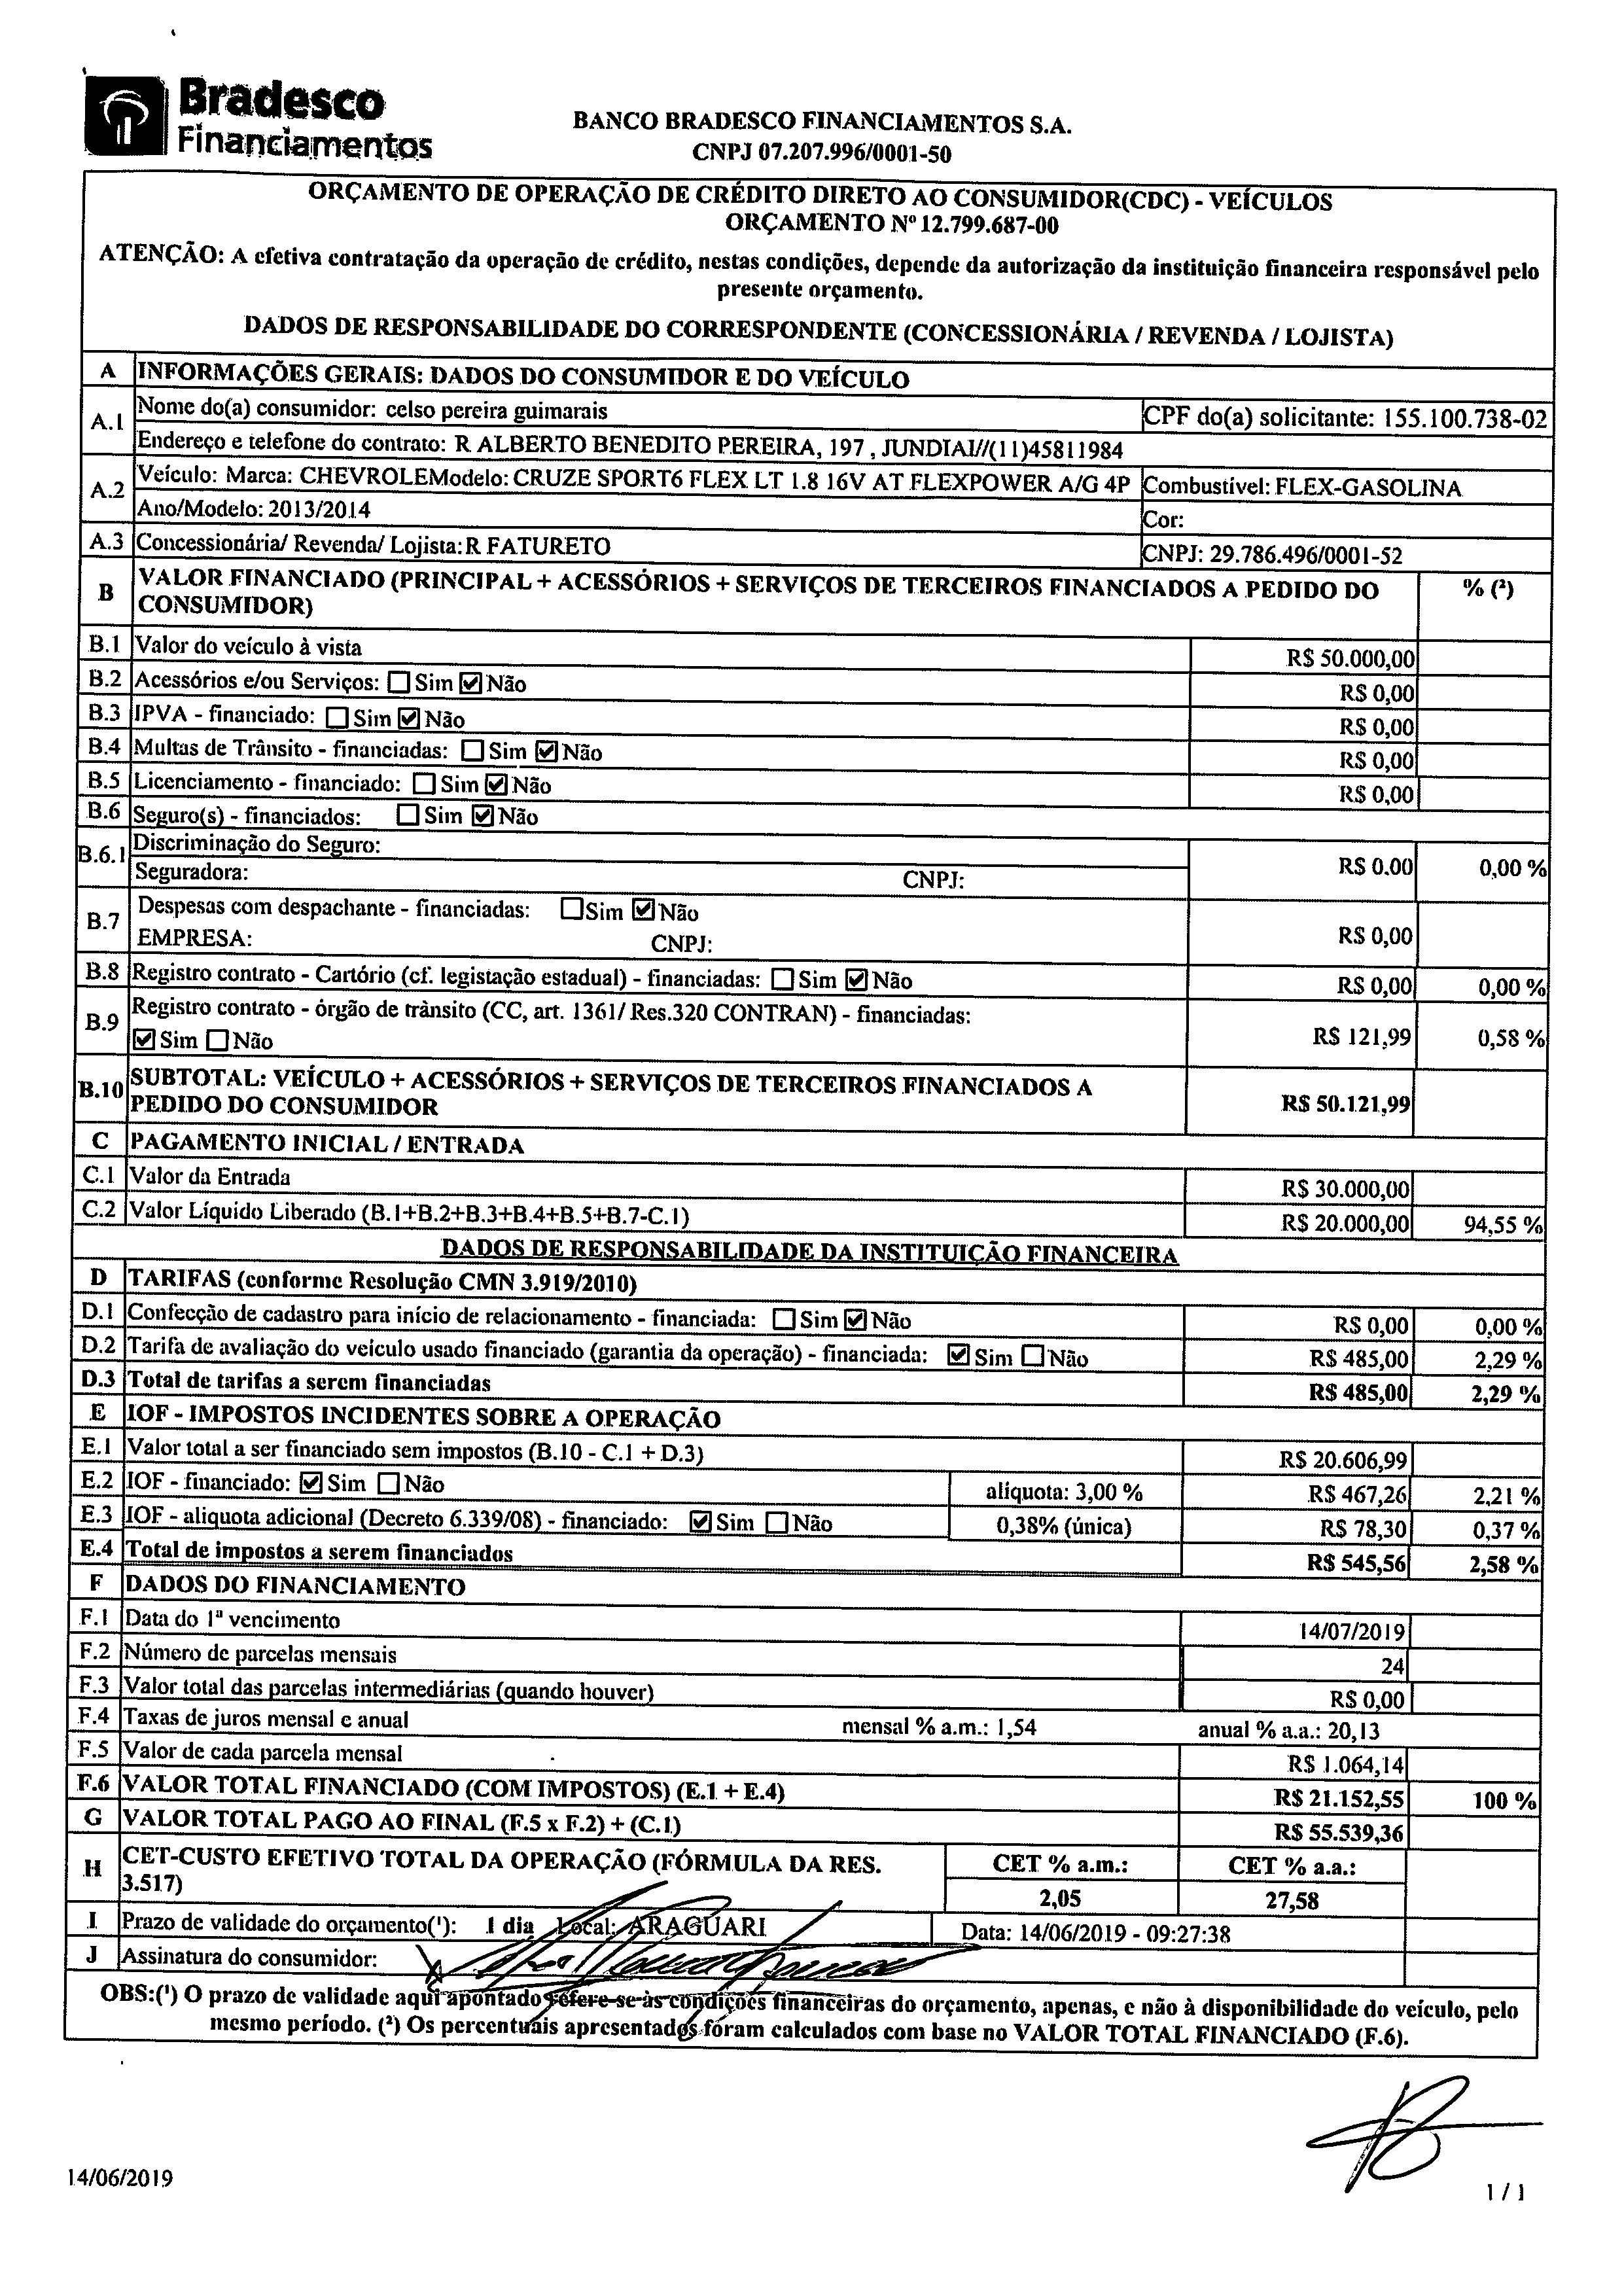 Bradesco
Financiamentos
BANCO BRADESCO FINANCIAMENTOS S.A.
CNPJ 07.207.996/0001-50
ORÇAMENTO DE OPERAÇÃO DE CRÉDITO DIRETO AO CONSUMIDOR(CDC) - VEÍCULOS
ORÇAMENTO Nº 12.799.687-00
ATENÇÃO: A efetiva contratação da operação de crédito, nestas condições, depende da autorização da instituição financeira responsável pelo
presente orçamento.
DADOS DE RESPONSABILIDADE DO CORRESPONDENTE (CONCESSIONÁRIA / REVENDA / LOJISTA)
A INFORMAÇÕES GERAIS: DADOS DO CONSUMIDOR E DO VEÍCULO
A.1 Nome do(a) consumidor: celso pereira guimarais CPF do(a) solicitante: 155.100.738-02
Endereço e telefone do contrato: R ALBERTO BENEDITO PEREIRA, 197 , JUNDIAI//(11)45811984
A.2 Veículo: Marca: CHEVROLEModelo: CRUZE SPORT6 FLEX LT 1.8 16V AT FLEXPOWER A/G 4P Combustível: FLEX-GASOLINA
Ano/Modelo: 2013/2014 Cor:
A.3 Concessionária/ Revenda/ Lojista: R FATURETO CNPJ: 29.786.496/0001-52
B VALOR FINANCIADO (PRINCIPAL + ACESSÓRIOS + SERVIÇOS DE TERCEIROS FINANCIADOS A PEDIDO DO % (²)
CONSUMIDOR)
B.1 Valor do veículo à vista R$ 50.000,00
B.2 Acessórios e/ou Serviços: ☐ Sim ☑ Não R$ 0,00
B.3 IPVA - financiado: ☐ Sim ☑ Não R$ 0,00
B.4 Multas de Trânsito - financiadas: ☐ Sim ☑ Não R$ 0,00
B.5 Licenciamento - financiado: ☐ Sim ☑ Não R$ 0,00
B.6 Seguro(s) - financiados: ☐ Sim ☑ Não
B.6.1 Discriminação do Seguro: R$ 0.00 0,00 %
Seguradora: CNPJ:
B.7 Despesas com despachante - financiadas: ☐ Sim ☑ Não R$ 0,00
EMPRESA: CNPJ:
B.8 Registro contrato - Cartório (cf. legistação estadual) - financiadas: ☐ Sim ☑ Não R$ 0,00 0,00 %
B.9 Registro contrato - órgão de trânsito (CC, art. 1361/ Res.320 CONTRAN) - financiadas:
☑ Sim ☐ Não R$ 121,99 0,58 %
B.10 SUBTOTAL: VEÍCULO + ACESSÓRIOS + SERVIÇOS DE TERCEIROS FINANCIADOS A
PEDIDO DO CONSUMIDOR R$ 50.121,99
C PAGAMENTO INICIAL / ENTRADA
C.1 Valor da Entrada R$ 30.000,00
C.2 Valor Líquido Liberado (B.1+B.2+B.3+B.4+B.5+B.7-C.1) R$ 20.000,00 94,55 %
DADOS DE RESPONSABILIDADE DA INSTITUIÇÃO FINANCEIRA
D TARIFAS (conforme Resolução CMN 3.919/2010)
D.1 Confecção de cadastro para início de relacionamento - financiada: ☐ Sim ☑ Não R$ 0,00 0,00 %
D.2 Tarifa de avaliação do veículo usado financiado (garantia da operação) - financiada: ☑ Sim ☐ Não R$ 485,00 2,29 %
D.3 Total de tarifas a serem financiadas R$ 485,00 2,29 %
E IOF - IMPOSTOS INCIDENTES SOBRE A OPERAÇÃO
E.1 Valor total a ser financiado sem impostos (B.10 - C.1 + D.3) R$ 20.606,99
E.2 IOF - financiado: ☑ Sim ☐ Não aliquota: 3,00 % R$ 467,26 2,21 %
E.3 IOF - aliquota adicional (Decreto 6.339/08) - financiado: ☑ Sim ☐ Não 0,38% (única) R$ 78,30 0,37 %
E.4 Total de impostos a serem financiados R$ 545,56 2,58 %
F DADOS DO FINANCIAMENTO
F.1 Data do 1º vencimento 14/07/2019
F.2 Número de parcelas mensais 24
F.3 Valor total das parcelas intermediárias (quando houver) R$ 0,00
F.4 Taxas de juros mensal e anual mensal % a.m.: 1,54 anual % a.a.: 20,13
F.5 Valor de cada parcela mensal R$ 1.064,14
F.6 VALOR TOTAL FINANCIADO (COM IMPOSTOS) (E.1 + E.4) R$ 21.152,55 100 %
G VALOR TOTAL PAGO AO FINAL (F.5 x F.2) + (C.1) R$ 55.539,36
H CET-CUSTO EFETIVO TOTAL DA OPERAÇÃO (FÓRMULA DA RES. CET % a.m.: CET % a.a.:
3.517) 2,05 27,58
I Prazo de validade do orçamento(¹): 1 dia Local: ARAGUARI Data: 14/06/2019 - 09:27:38
J Assinatura do consumidor:
OBS:(¹) O prazo de validade aqui apontado refere-se às condições financeiras do orçamento, apenas, e não à disponibilidade do veículo, pelo
mesmo período. (²) Os percentuais apresentados foram calculados com base no VALOR TOTAL FINANCIADO (F.6).
14/06/2019
1 / 1